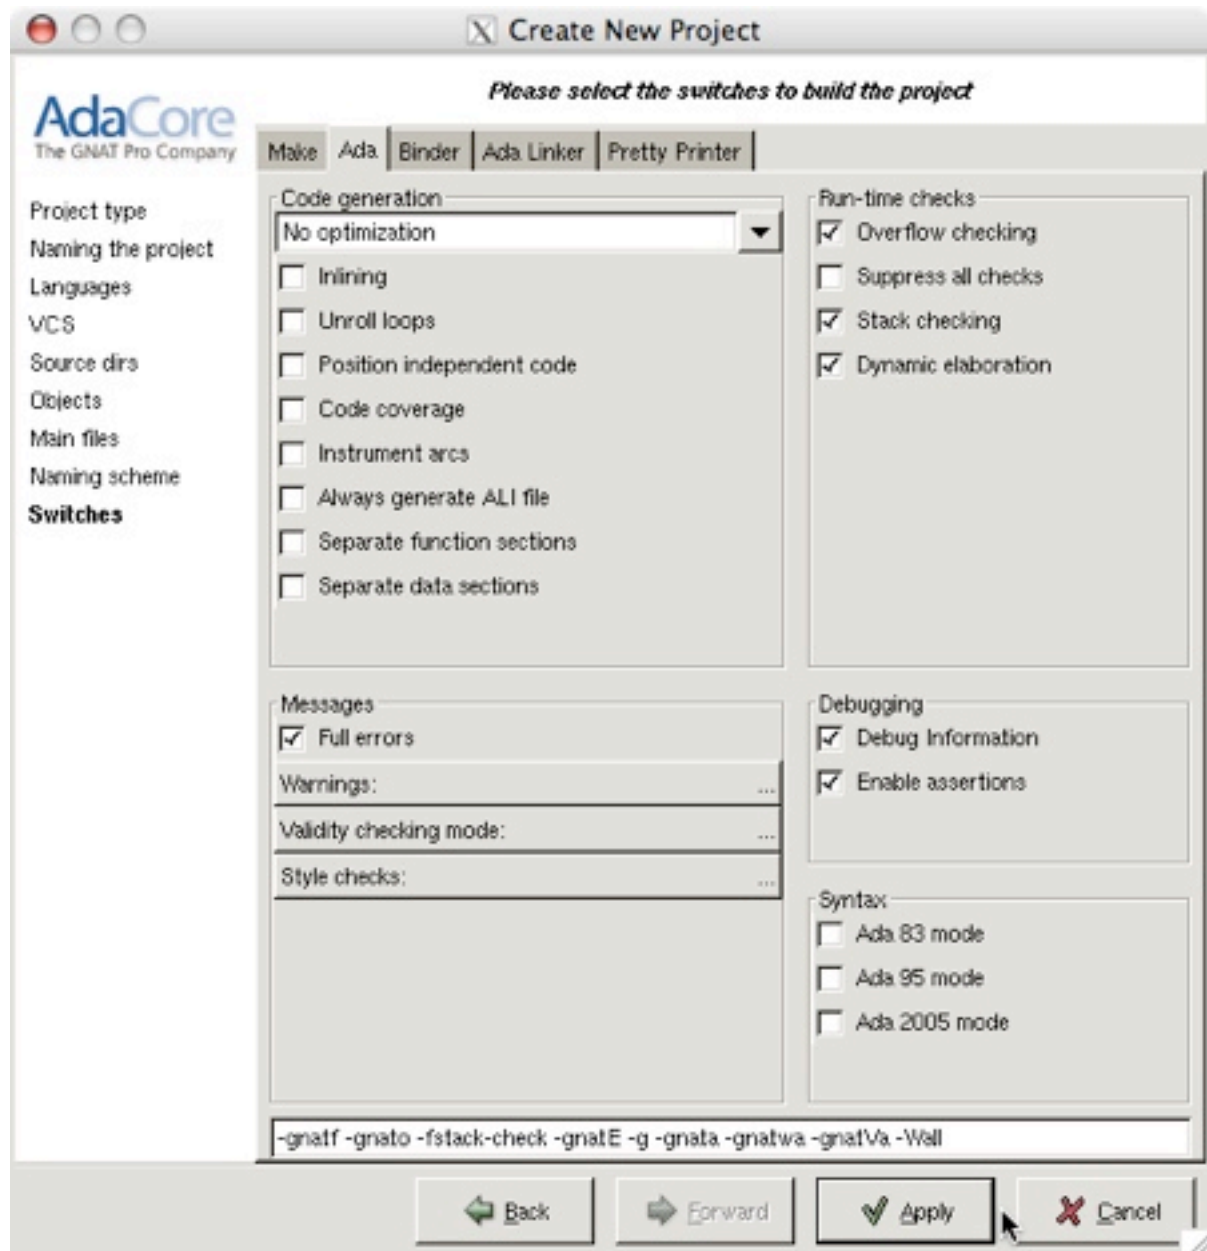 Create New Project
AdaCore
The GNAT Pro Company
Please select the switches to build the project
Project type
Naming the project
Languages
VCS
Source dirs
Objects
Main files
Naming scheme
Switches
Make Ada Binder Ada Linker Pretty Printer
Code generation
No optimization
Inlining
Unroll loops
Position independent code
Code coverage
Instrument arcs
Always generate ALI file
Separate function sections
Separate data sections
Run-time checks
Overflow checking
Suppress all checks
Stack checking
Dynamic elaboration
Messages
Full errors
Warnings: ...
Validity checking mode: ...
Style checks: ...
Debugging
Debug Information
Enable assertions
Syntax
Ada 83 mode
Ada 95 mode
Ada 2005 mode
-gnatf -gnato -fstack-check -gnatE -g -gnata -gnatwa -gnatVa -Wall
Back Forward Apply Cancel